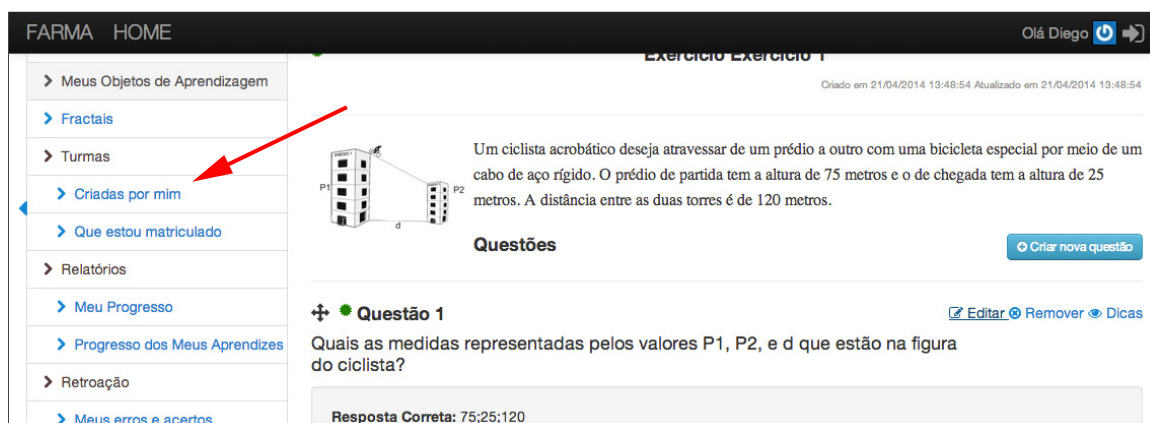 FARMA HOME
Olá Diego
Meus Objetos de Aprendizagem
Fractais
Turmas
Criadas por mim
Que estou matriculado
Relatórios
Meu Progresso
Progresso dos Meus Aprendizes
Retroação
Meus erros e acertos
Exercício Exercício 1
Criado em 21/04/2014 13:48:54 Atualizado em 21/04/2014 13:48:54
PRÉDIO 1
P1
P2
d
Um ciclista acrobático deseja atravessar de um prédio a outro com uma bicicleta especial por meio de um
cabo de aço rígido. O prédio de partida tem a altura de 75 metros e o de chegada tem a altura de 25
metros. A distância entre as duas torres é de 120 metros.
Questões
Criar nova questão
Questão 1
Editar Remover Dicas
Quais as medidas representadas pelos valores P1, P2, e d que estão na figura
do ciclista?
Resposta Correta: 75;25;120